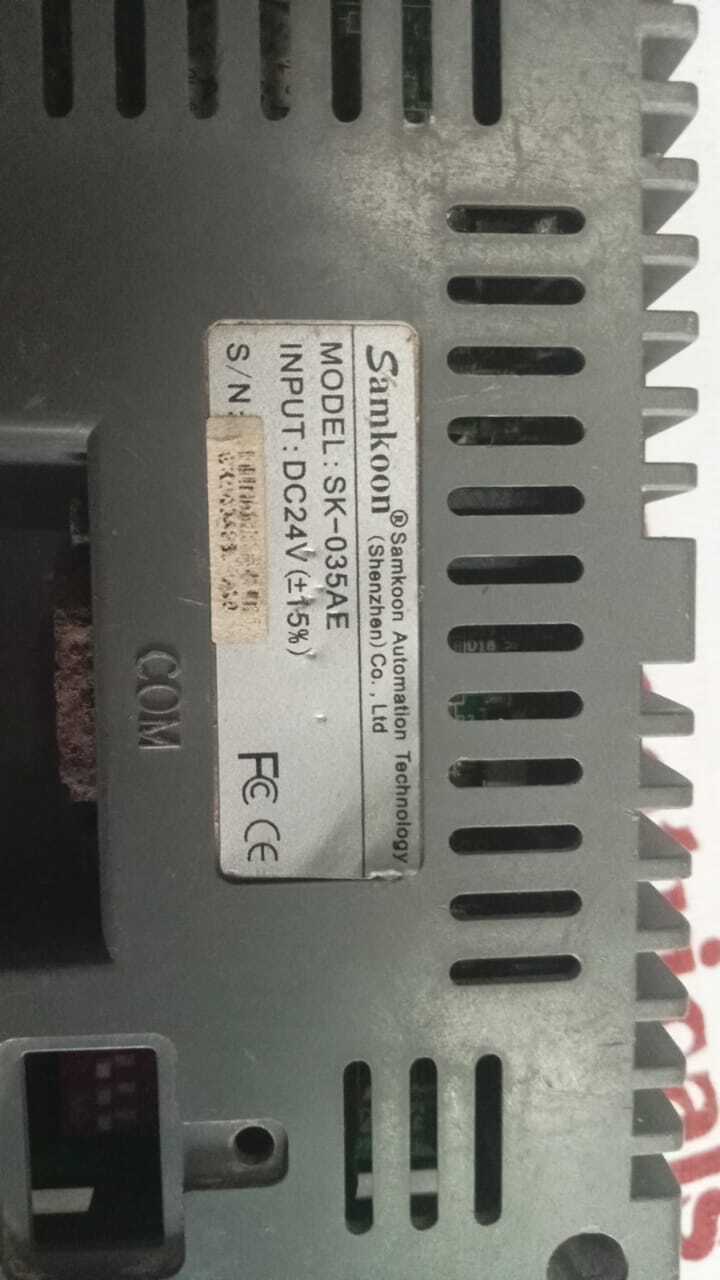 Samkoon® Samkoon Automation Technology
(Shenzhen) Co., Ltd
MODEL: SK-035AE
INPUT: DC24V (±15%)
S/N:
FC CE
COM